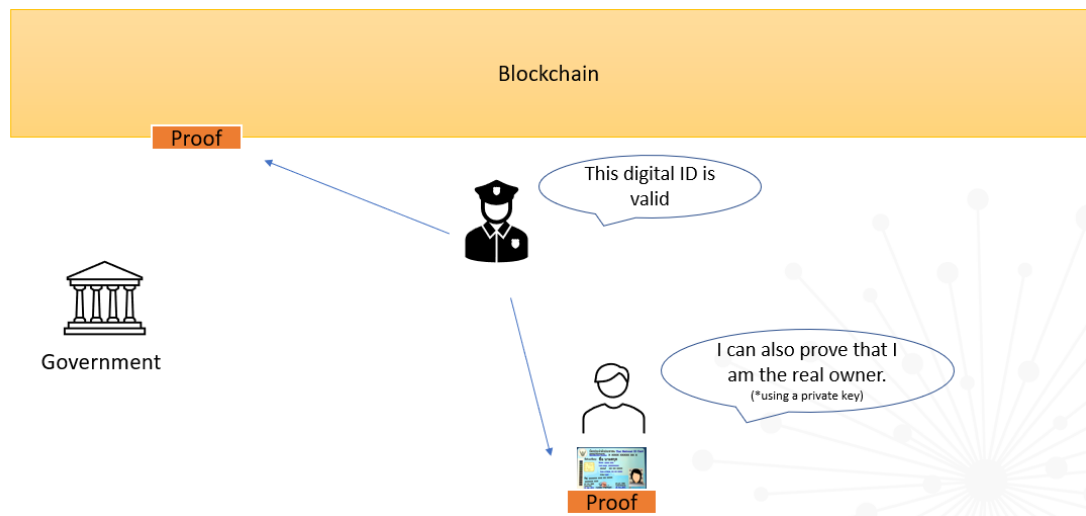 Blockchain
Proof
This digital ID is
valid
Government
I can also prove that I
am the real owner.
(*using a private key)
Proof